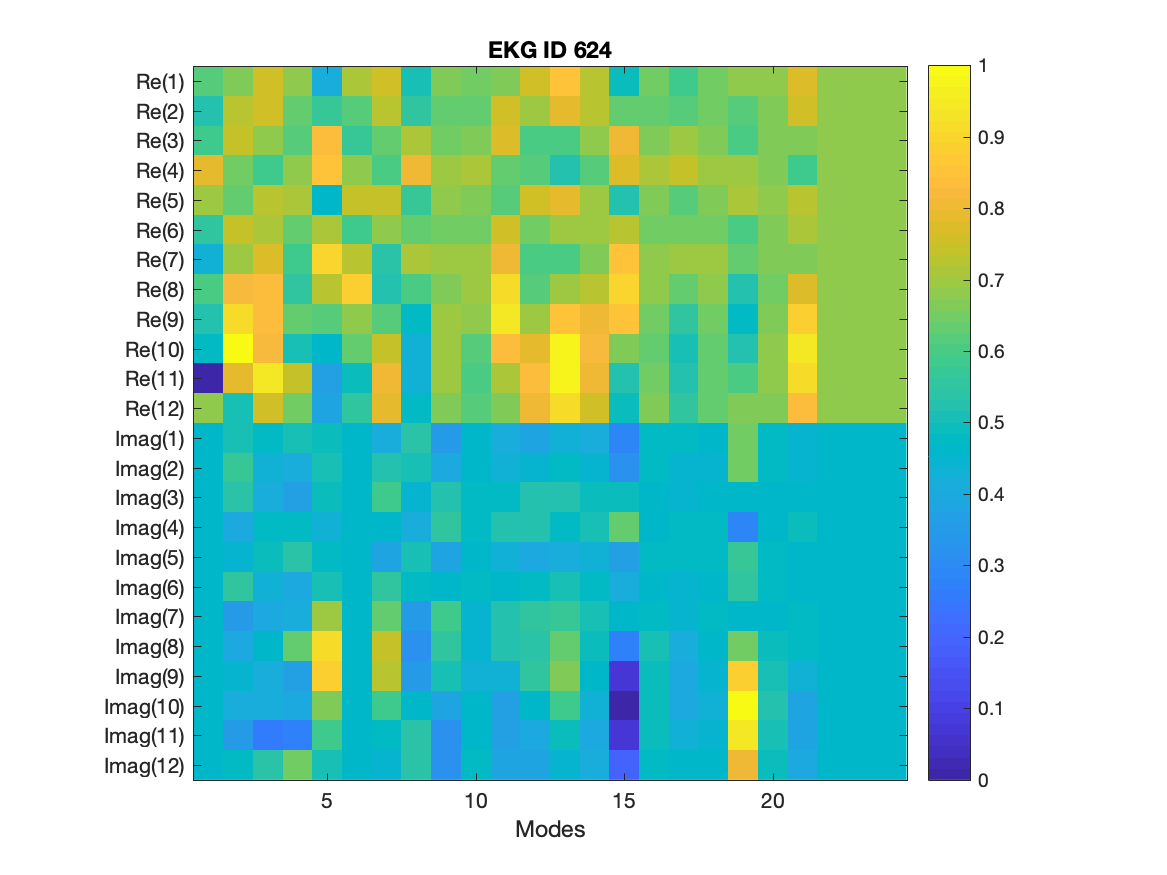 EKG ID 624
Re(1)
Re(2)
Re(3)
Re(4)
Re(5)
Re(6)
Re(7)
Re(8)
Re(9)
Re(10)
Re(11)
Re(12)
Imag(1)
Imag(2)
Imag(3)
Imag(4)
Imag(5)
Imag(6)
Imag(7)
Imag(8)
Imag(9)
Imag(10)
Imag(11)
Imag(12)
5 10 15 20
Modes
1
0.9
0.8
0.7
0.6
0.5
0.4
0.3
0.2
0.1
0